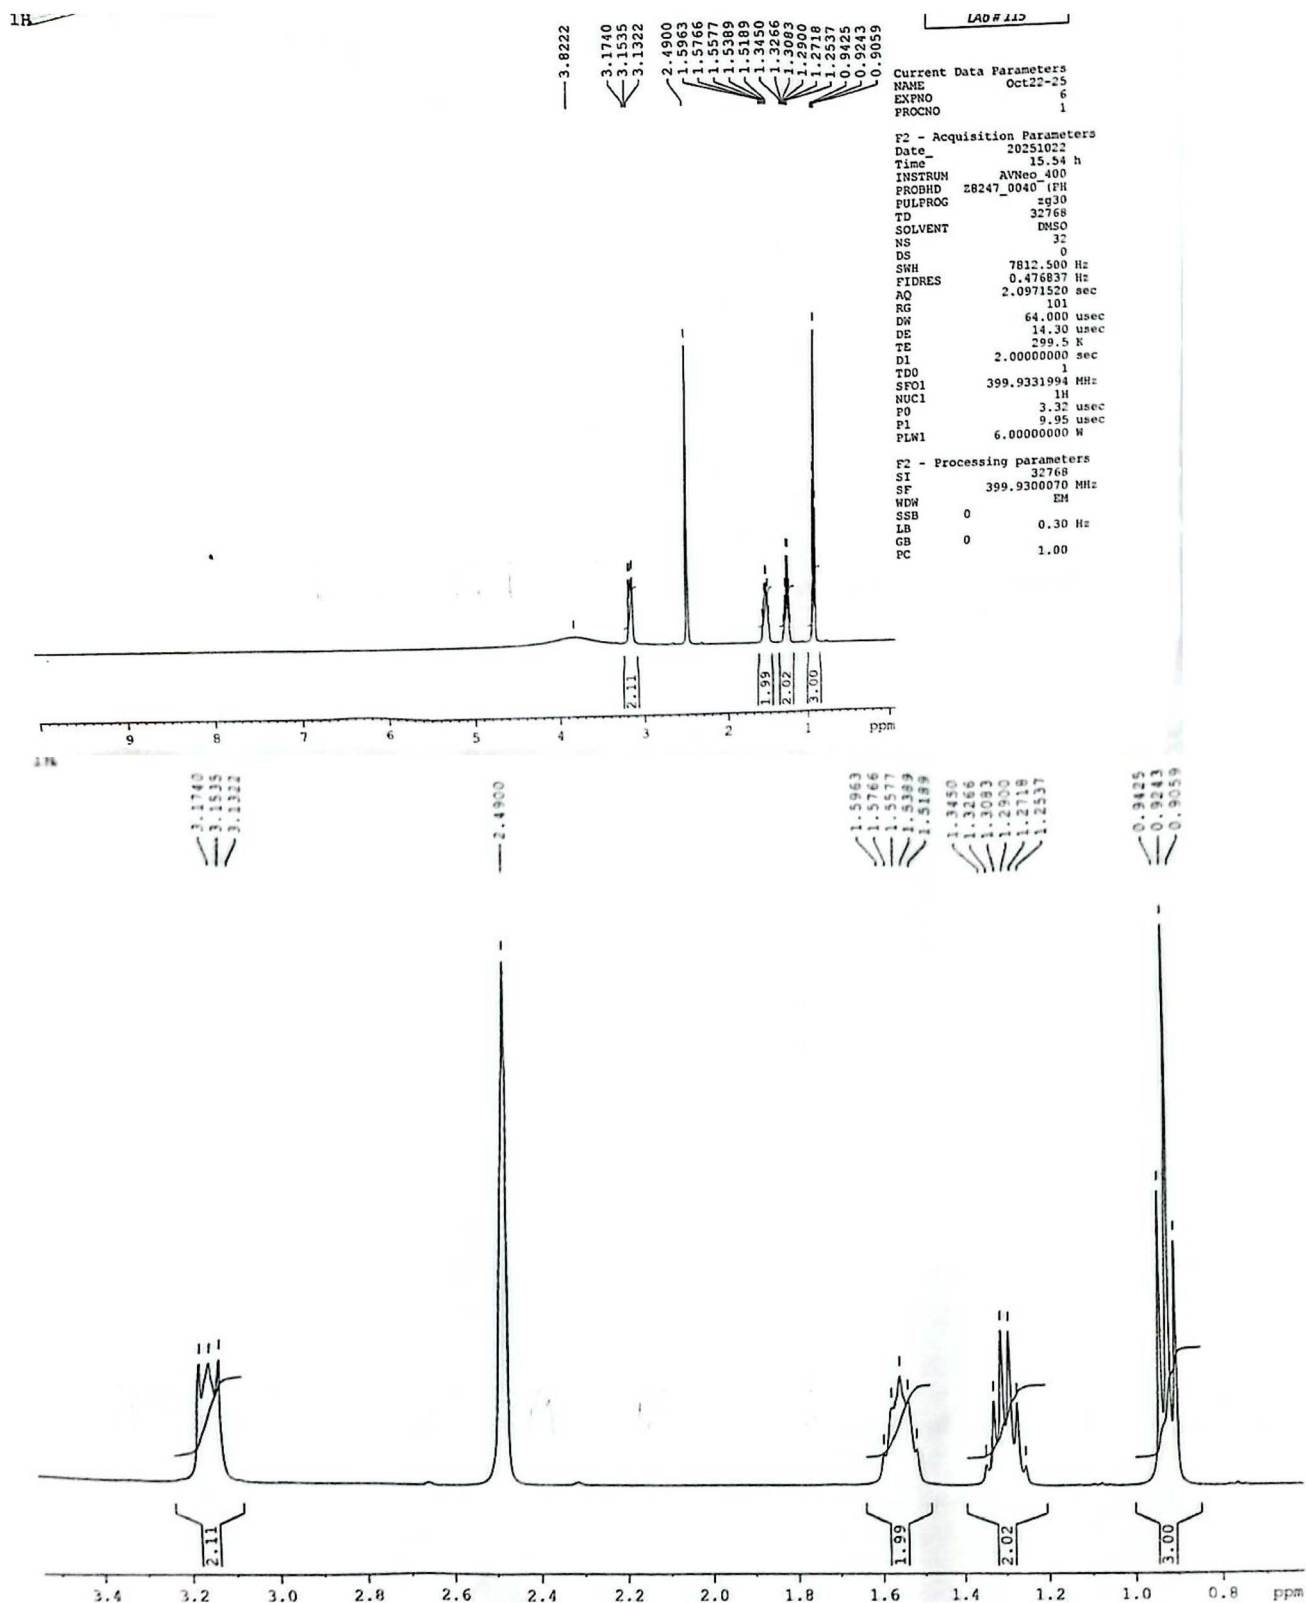 1H
LAB # 115
3.8222
3.1740
3.1535
3.1322
2.4900
1.5963
1.5766
1.5577
1.5389
1.5189
1.3450
1.3266
1.3083
1.2900
1.2718
1.2537
0.9425
0.9243
0.9059
Current Data Parameters
NAME Oct22-25
EXPNO 6
PROCNO 1
F2 - Acquisition Parameters
Date_ 20251022
Time 15.54 h
INSTRUM AVNeo_400
PROBHD Z8247_0040 (PH
PULPROG zg30
TD 32768
SOLVENT DMSO
NS 32
DS 0
SWH 7812.500 Hz
FIDRES 0.476837 Hz
AQ 2.0971520 sec
RG 101
DW 64.000 usec
DE 14.30 usec
TE 299.5 K
D1 2.00000000 sec
TD0 1
SFO1 399.9331994 MHz
NUC1 1H
P0 3.32 usec
P1 9.95 usec
PLW1 6.00000000 W
F2 - Processing parameters
SI 32768
SF 399.9300070 MHz
WDW EM
SSB 0
LB 0.30 Hz
GB 0
PC 1.00
2.11
1.99
2.02
3.00
9 8 7 6 5 4 3 2 1 ppm
3.1740
3.1535
3.1322
2.4900
1.5963
1.5766
1.5577
1.5389
1.5189
1.3450
1.3266
1.3083
1.2900
1.2718
1.2537
0.9425
0.9243
0.9059
2.11
1.99
2.02
3.00
3.4 3.2 3.0 2.8 2.6 2.4 2.2 2.0 1.8 1.6 1.4 1.2 1.0 0.8 ppm